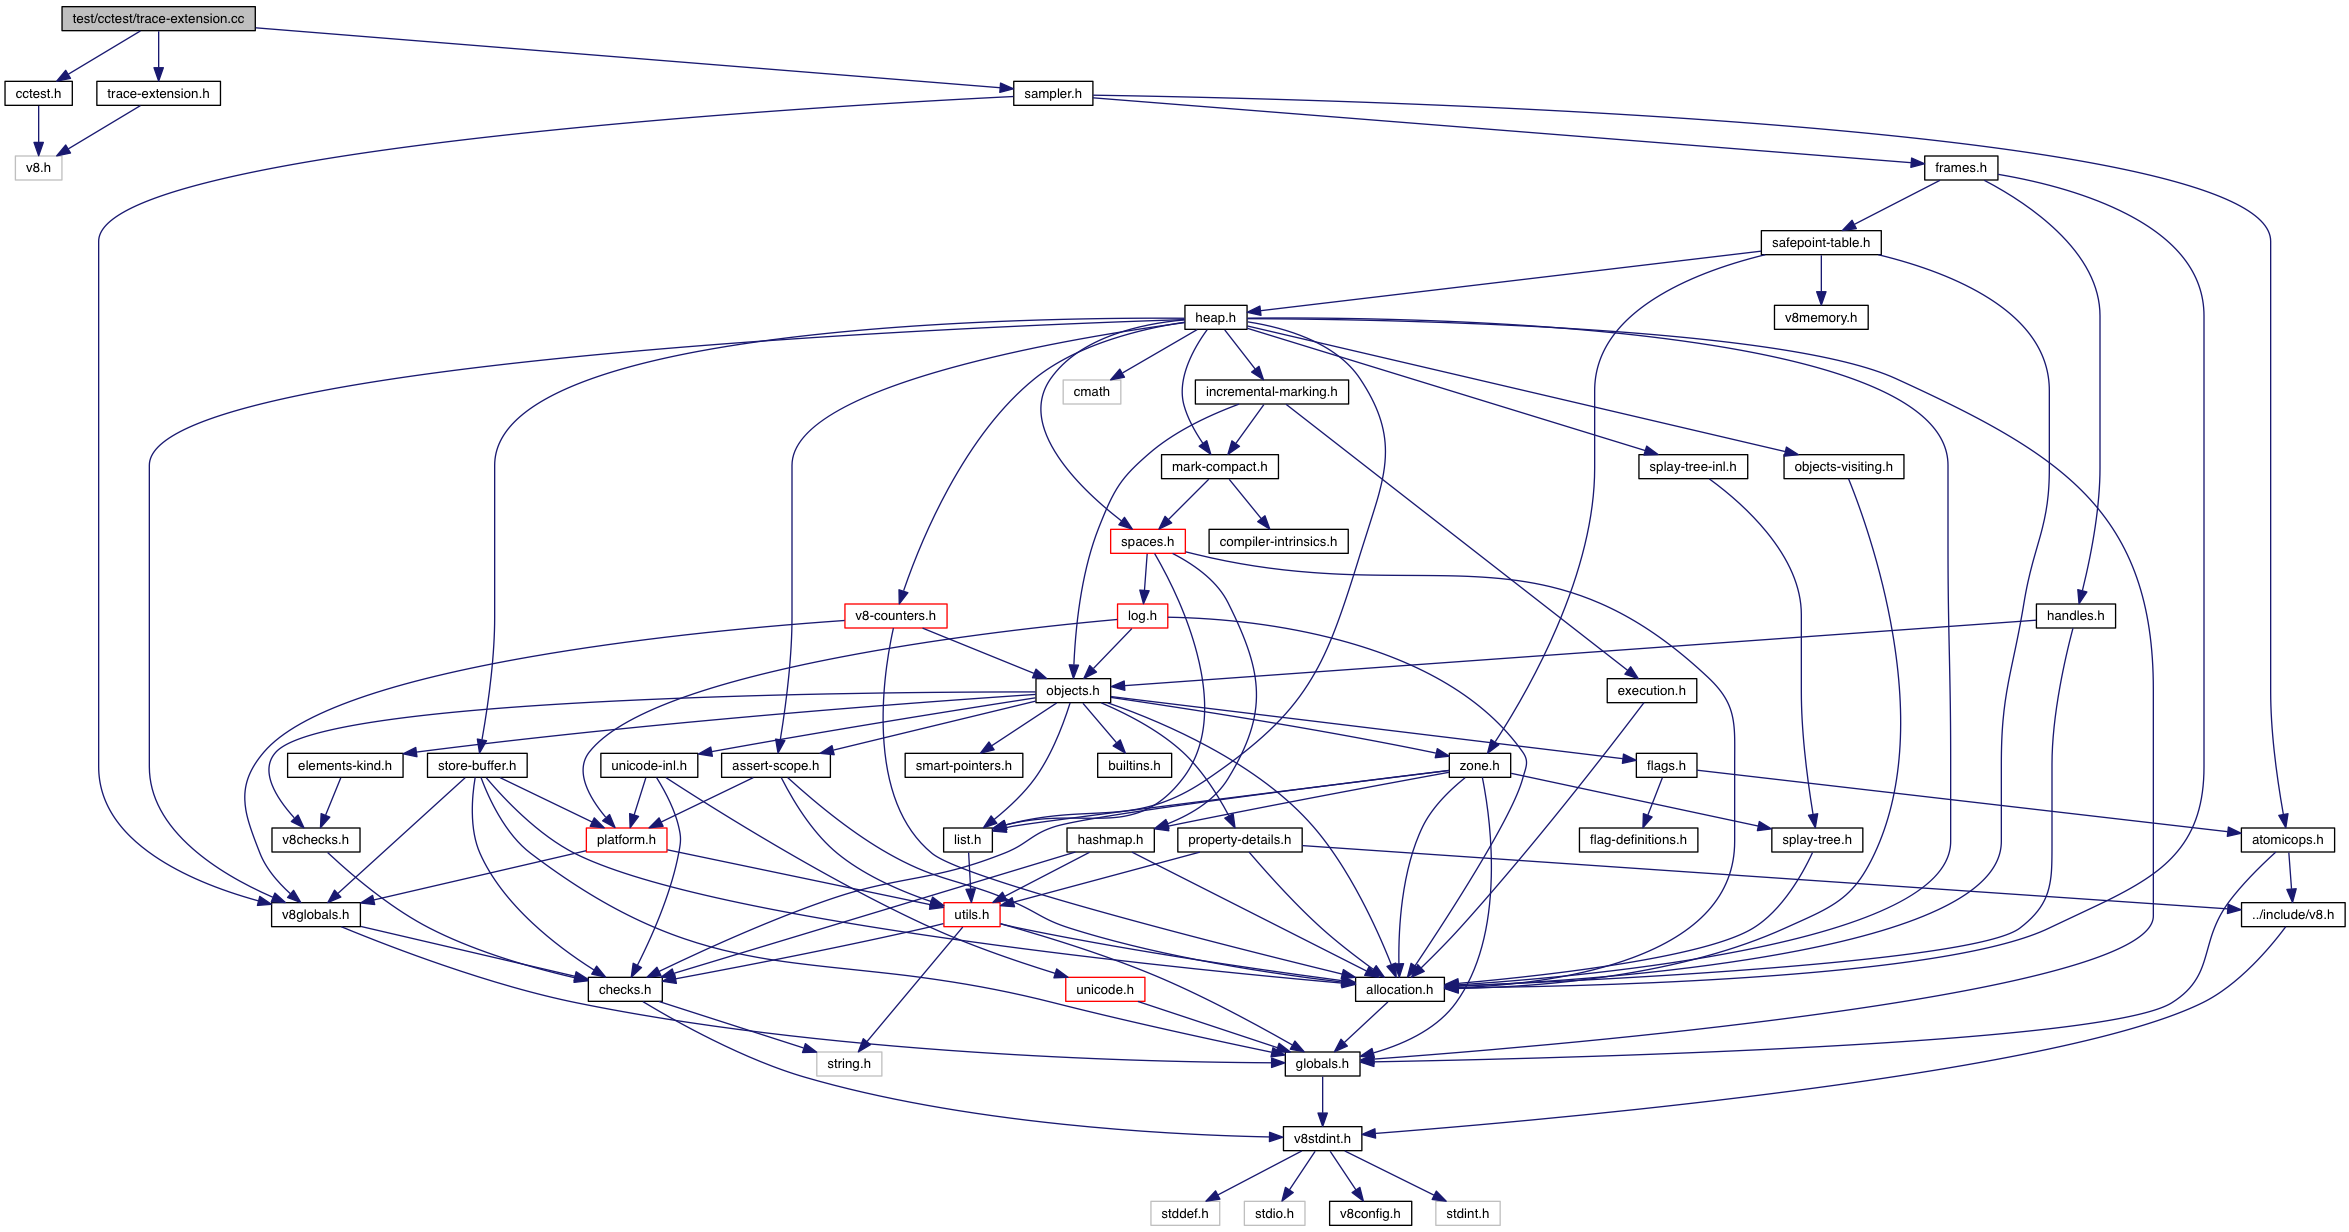 test/cctest/trace-extension.cc
cctest.h
trace-extension.h
sampler.h
v8.h
frames.h
safepoint-table.h
heap.h
v8memory.h
cmath
incremental-marking.h
mark-compact.h
splay-tree-inl.h
objects-visiting.h
spaces.h
compiler-intrinsics.h
v8-counters.h
log.h
handles.h
objects.h
execution.h
elements-kind.h
store-buffer.h
unicode-inl.h
assert-scope.h
smart-pointers.h
builtins.h
zone.h
flags.h
v8checks.h
platform.h
list.h
hashmap.h
property-details.h
flag-definitions.h
splay-tree.h
atomicops.h
v8globals.h
utils.h
../include/v8.h
checks.h
unicode.h
allocation.h
string.h
globals.h
v8stdint.h
stddef.h
stdio.h
v8config.h
stdint.h